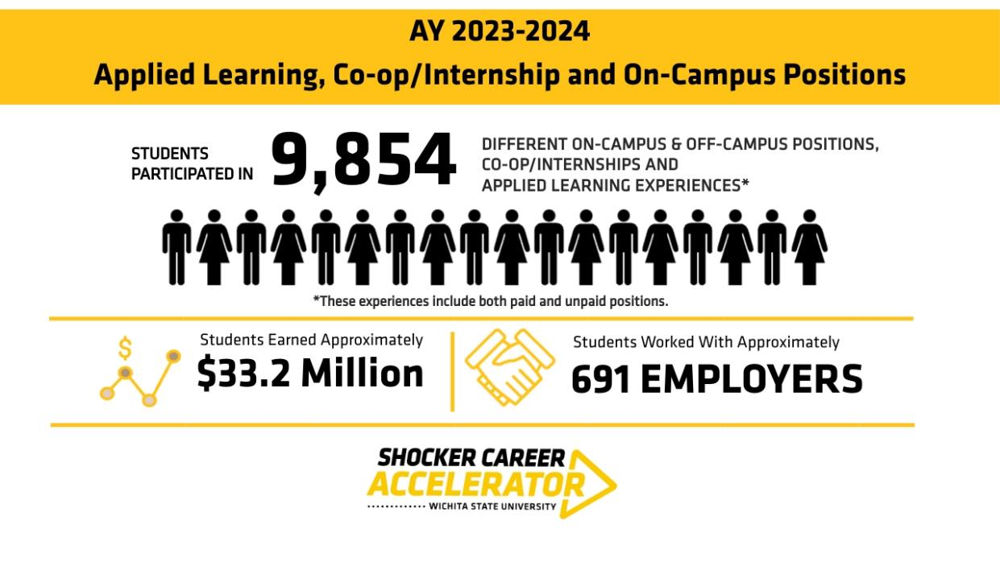 AY 2023-2024
Applied Learning, Co-op/Internship and On-Campus Positions
STUDENTS
PARTICIPATED IN
9,854
DIFFERENT ON-CAMPUS & OFF-CAMPUS POSITIONS,
CO-OP/INTERNSHIPS AND
APPLIED LEARNING EXPERIENCES*
*These experiences include both paid and unpaid positions.
$
Students Earned Approximately
$33.2 Million
Students Worked With Approximately
691 EMPLOYERS
SHOCKER CAREER
ACCELERATOR
WICHITA STATE UNIVERSITY